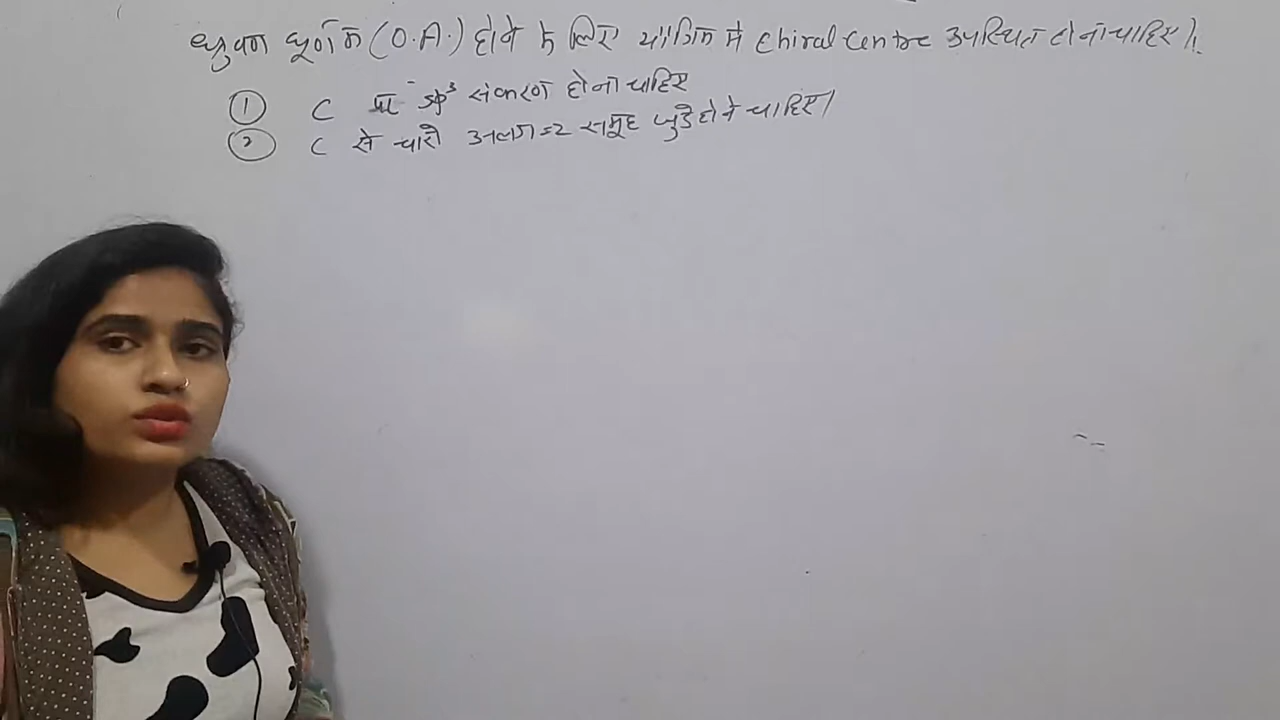 ध्रुवण घूर्णक (O.A.) होने के लिए यौगिक में Chiral Centre उपस्थित होना चाहिए।
① C पर sp³ संकरण होना चाहिए
② C से चारों अलग-2 समूह जुड़े होने चाहिए।